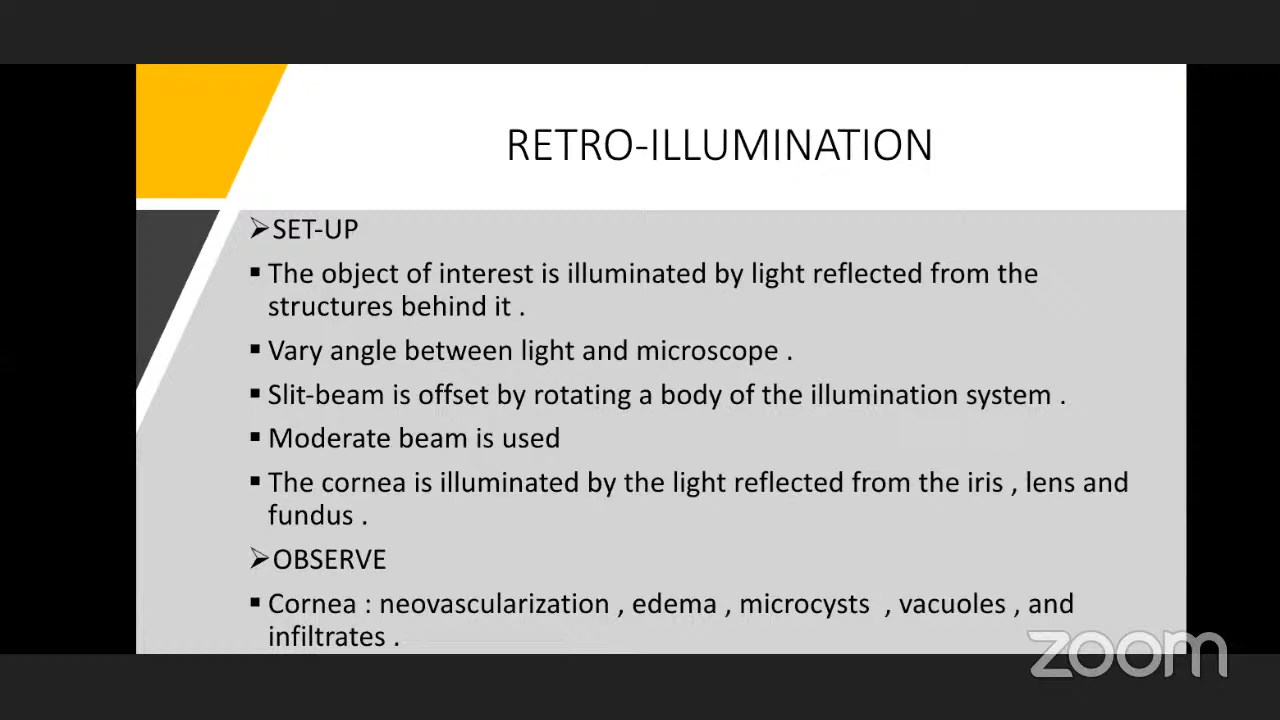 RETRO-ILLUMINATION
➢SET-UP
▪ The object of interest is illuminated by light reflected from the
structures behind it .
▪ Vary angle between light and microscope .
▪ Slit-beam is offset by rotating a body of the illumination system .
▪ Moderate beam is used
▪ The cornea is illuminated by the light reflected from the iris , lens and
fundus .
➢OBSERVE
▪ Cornea : neovascularization , edema , microcysts  , vacuoles , and
infiltrates .
zoom